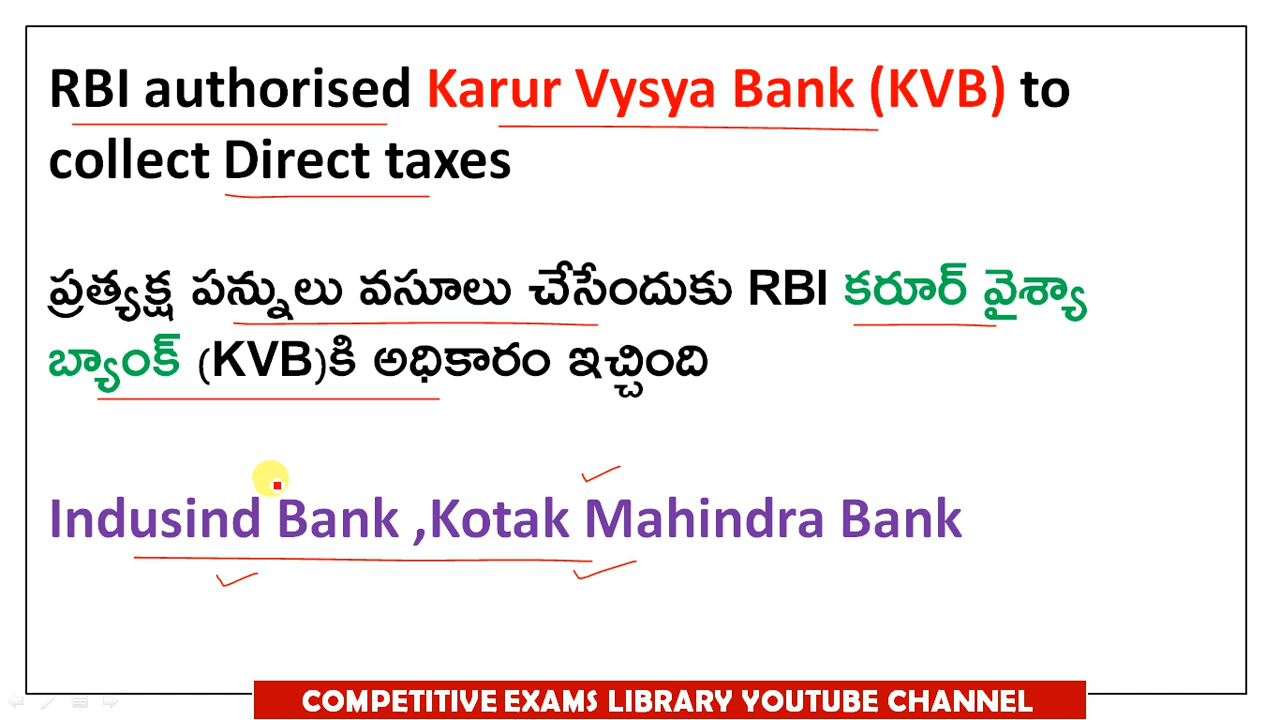 RBI authorised Karur Vysya Bank (KVB) to
collect Direct taxes
ప్రత్యక్ష పన్నులు వసూలు చేసేందుకు RBI కరూర్ వైశ్యా
బ్యాంక్ (KVB)కి అధికారం ఇచ్చింది
Indusind Bank ,Kotak Mahindra Bank
COMPETITIVE EXAMS LIBRARY YOUTUBE CHANNEL